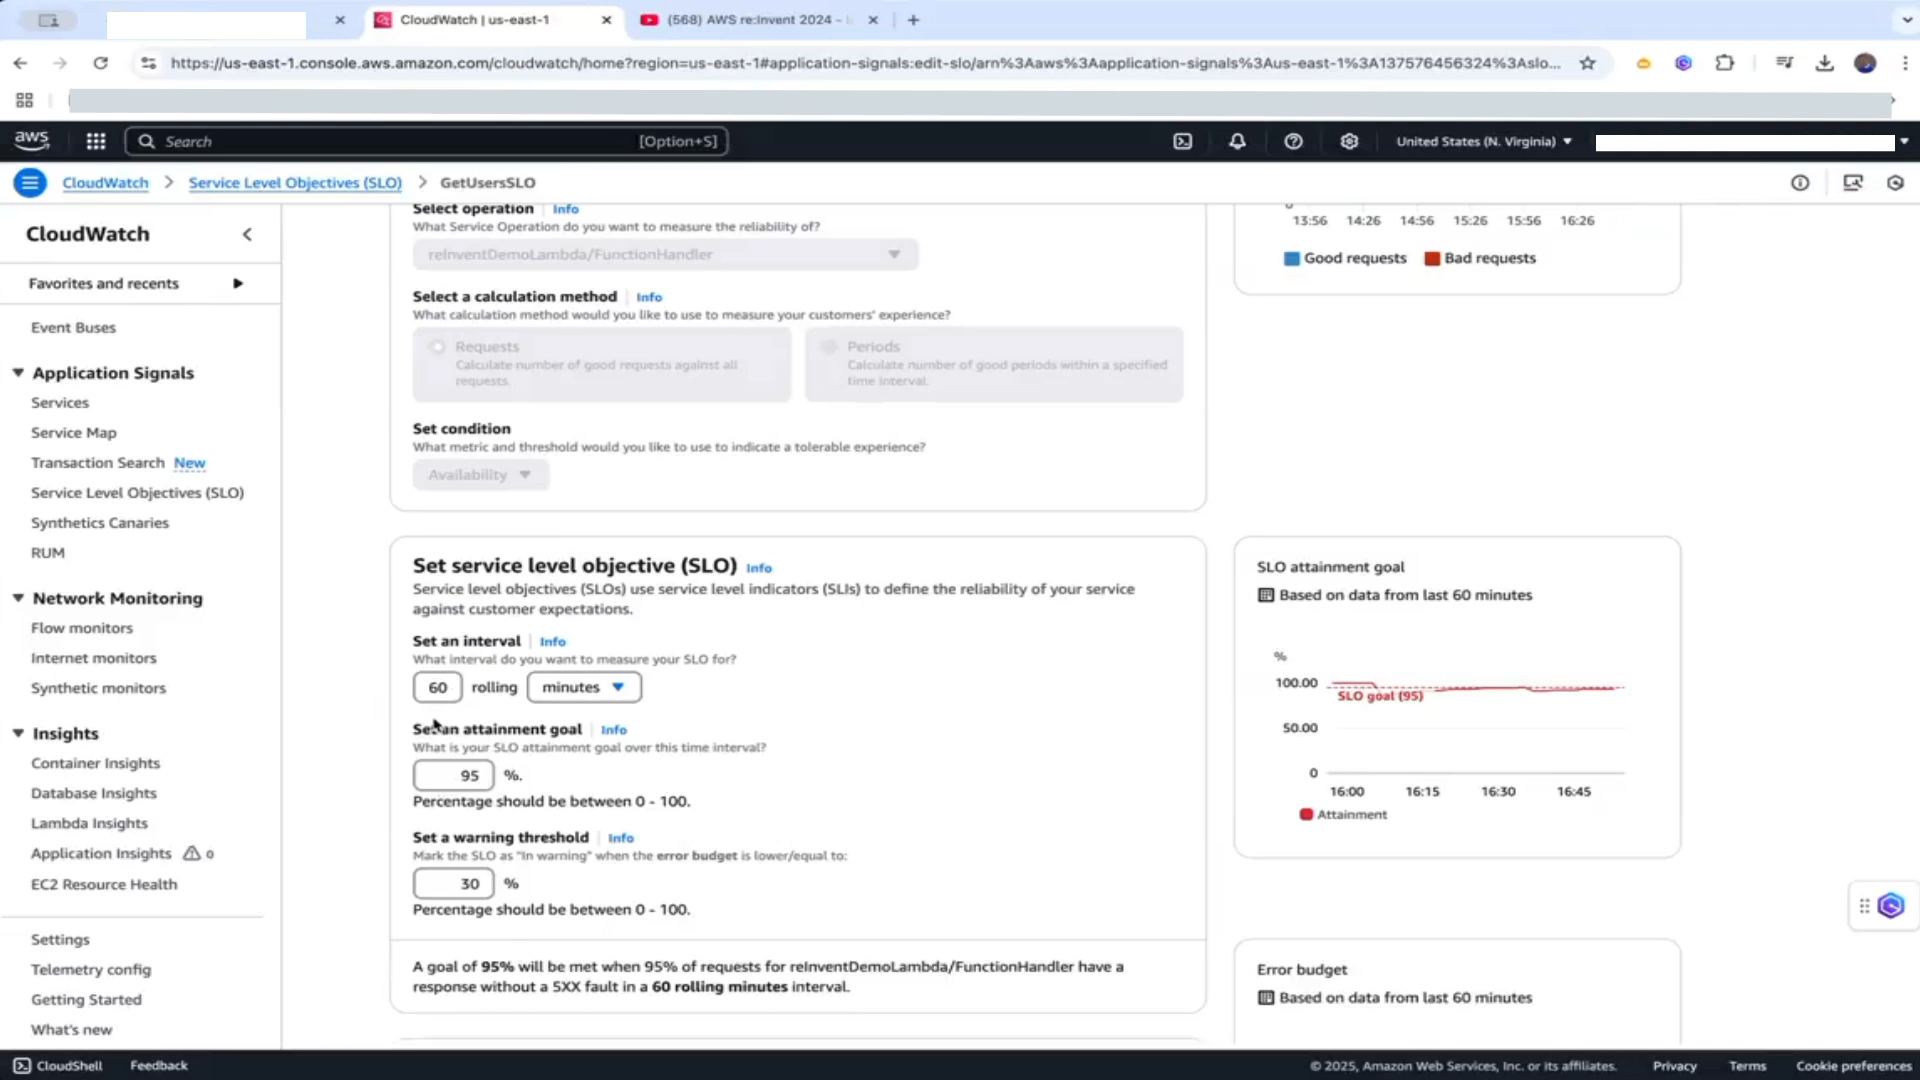 CloudWatch | us-east-1
(568) AWS re:Invent 2024 -
https://us-east-1.console.aws.amazon.com/cloudwatch/home?region=us-east-1#application-signals:edit-slo/arn%3Aaws%3Aapplication-signals%3Aus-east-1%3A137576456324%3Aslo...
aws
Search
[Option+S]
United States (N. Virginia)
CloudWatch
Service Level Objectives (SLO)
GetUsersSLO
CloudWatch
Favorites and recents
Event Buses
Application Signals
Services
Service Map
Transaction Search New
Service Level Objectives (SLO)
Synthetics Canaries
RUM
Network Monitoring
Flow monitors
Internet monitors
Synthetic monitors
Insights
Container Insights
Database Insights
Lambda Insights
Application Insights 0
EC2 Resource Health
Settings
Telemetry config
Getting Started
What's new
Select operation Info
What Service Operation do you want to measure the reliability of?
reInventDemoLambda/FunctionHandler
Select a calculation method Info
What calculation method would you like to use to measure your customers' experience?
Requests
Calculate number of good requests against all
requests.
Periods
Calculate number of good periods within a specified
time interval.
Set condition
What metric and threshold would you like to use to indicate a tolerable experience?
Availability
0
13:56 14:26 14:56 15:26 15:56 16:26
Good requests Bad requests
Set service level objective (SLO) Info
Service level objectives (SLOs) use service level indicators (SLIs) to define the reliability of your service
against customer expectations.
Set an interval Info
What interval do you want to measure your SLO for?
60 rolling minutes
Set an attainment goal Info
What is your SLO attainment goal over this time interval?
95 %.
Percentage should be between 0 - 100.
Set a warning threshold Info
Mark the SLO as "In warning" when the error budget is lower/equal to:
30 %
Percentage should be between 0 - 100.
A goal of 95% will be met when 95% of requests for reInventDemoLambda/FunctionHandler have a
response without a 5XX fault in a 60 rolling minutes interval.
SLO attainment goal
Based on data from last 60 minutes
%
100.00
SLO goal (95)
50.00
0
16:00 16:15 16:30 16:45
Attainment
Error budget
Based on data from last 60 minutes
CloudShell Feedback
© 2025, Amazon Web Services, Inc. or its affiliates. Privacy Terms Cookie preferences